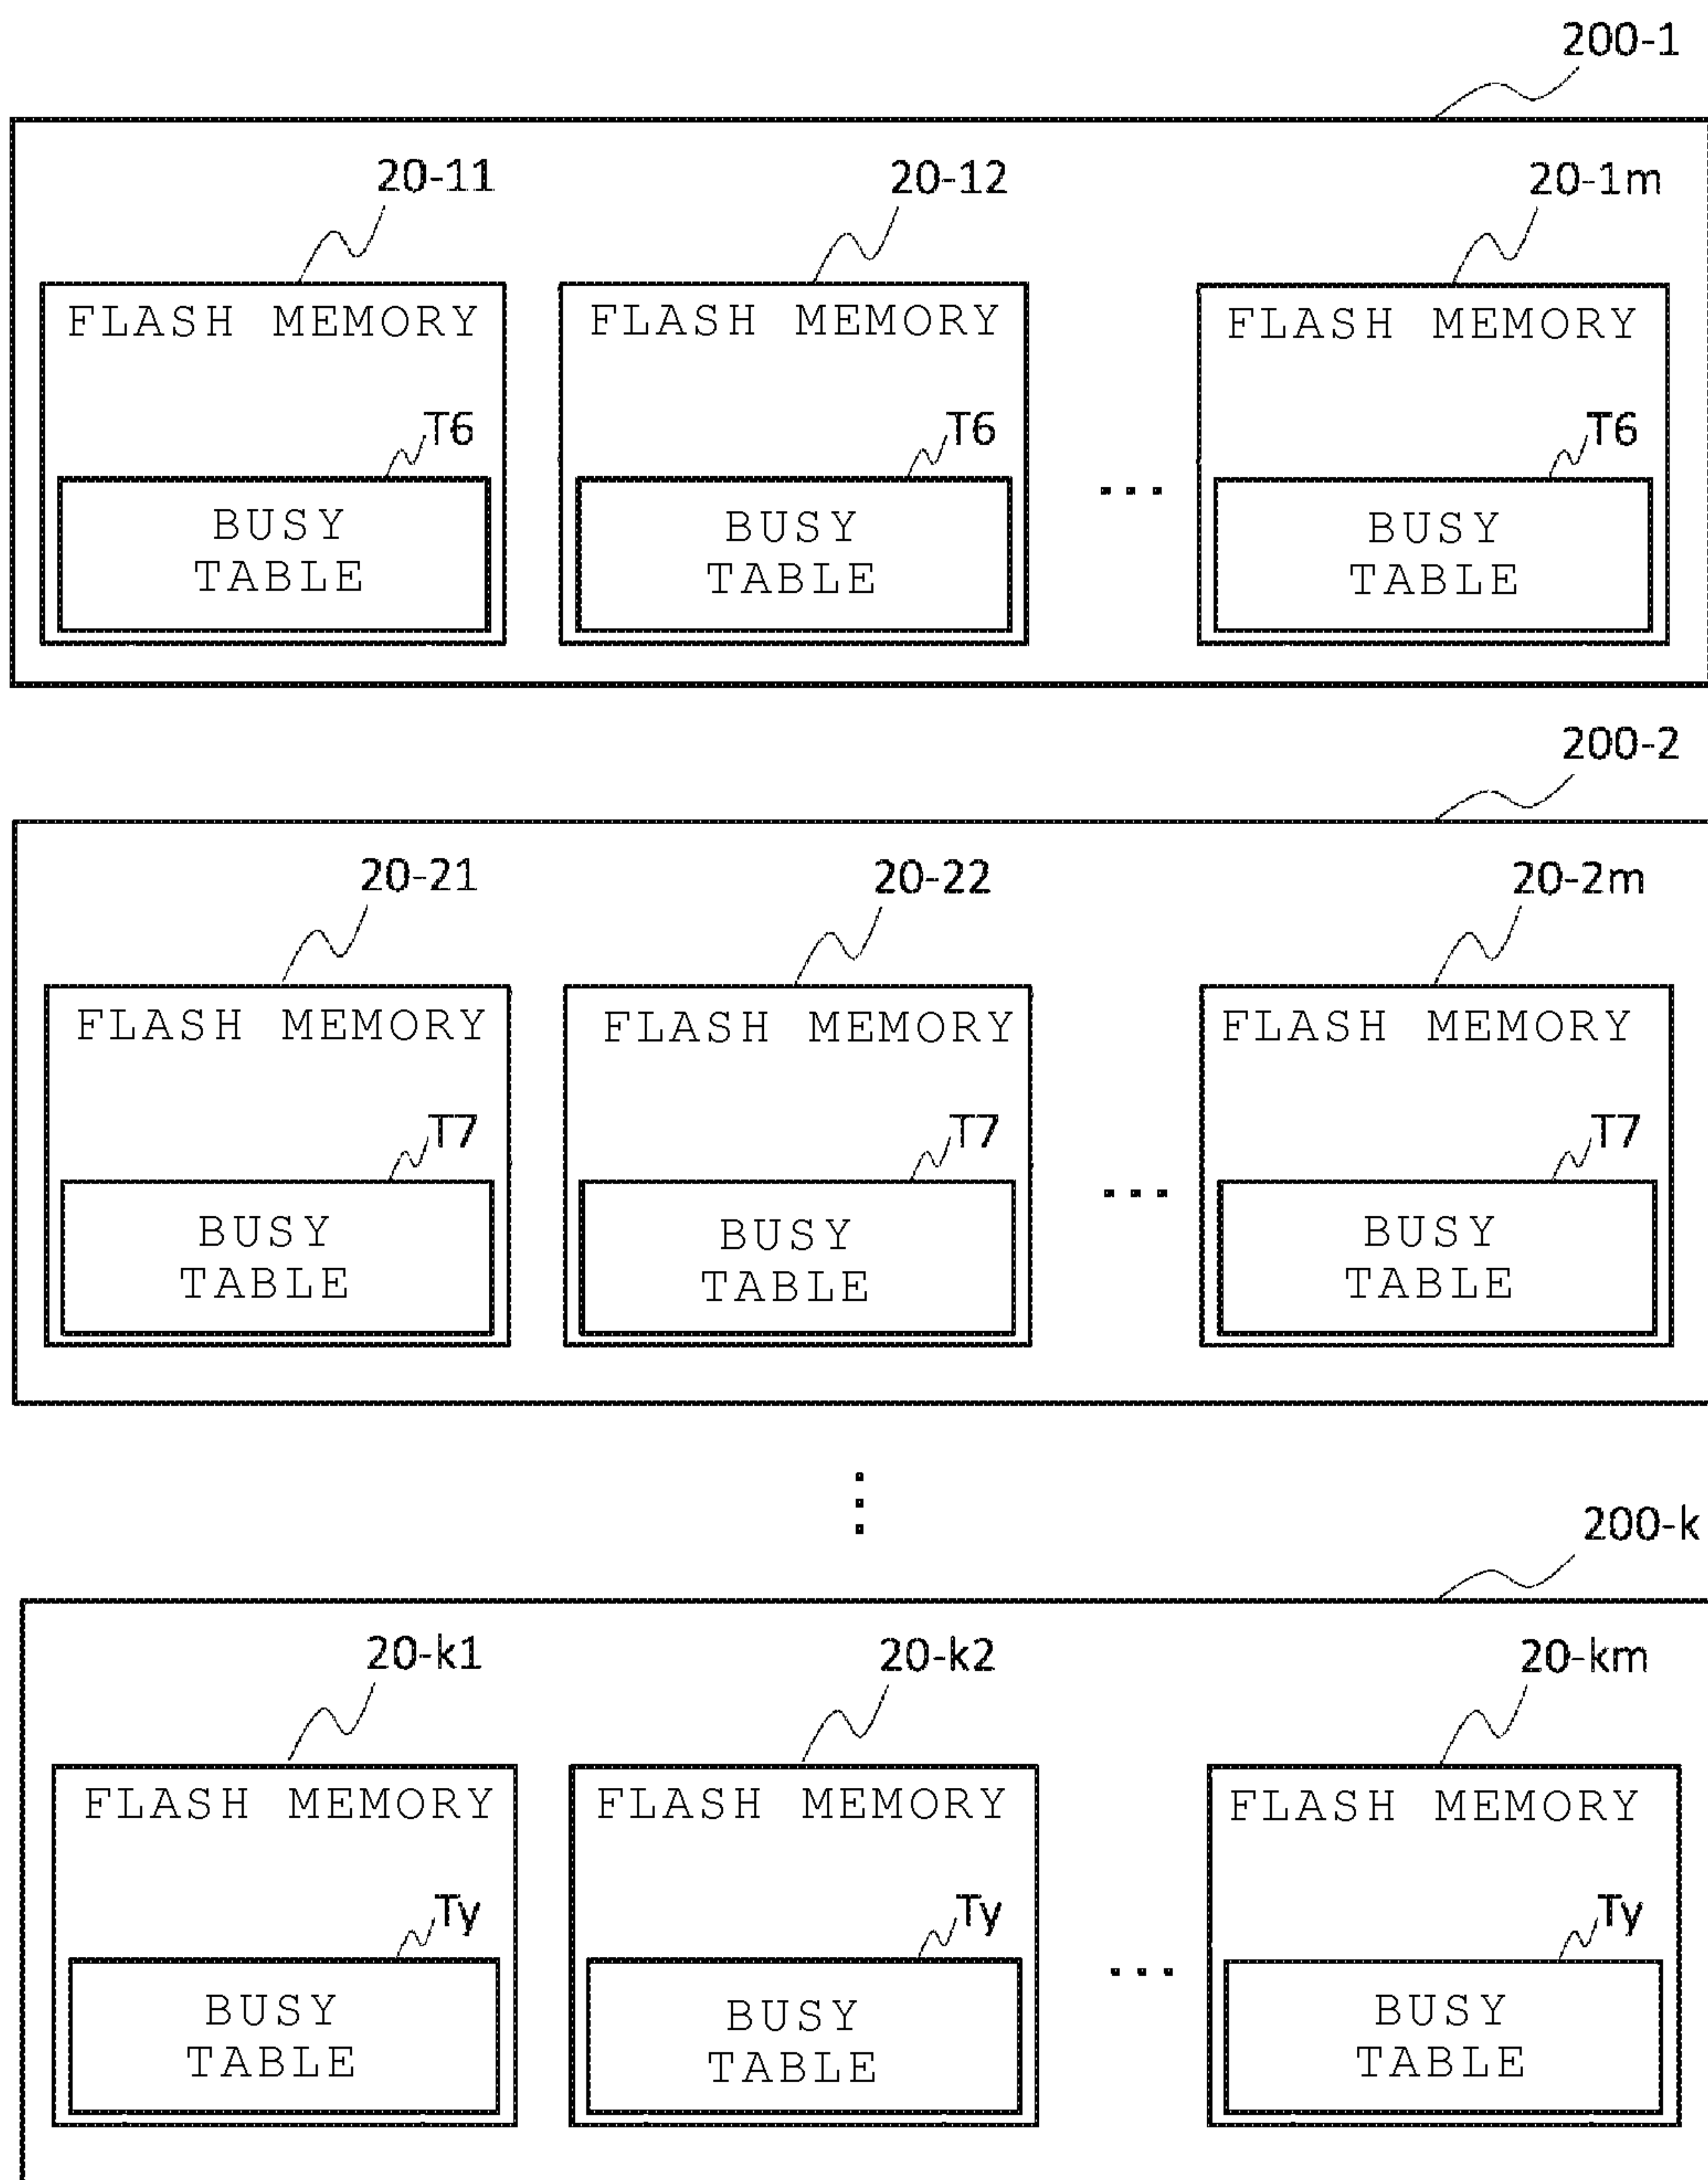 200-1
20-11 20-12 20-1m
FLASH MEMORY FLASH MEMORY FLASH MEMORY
T6 T6 T6
BUSY BUSY ... BUSY
TABLE TABLE TABLE
200-2
20-21 20-22 20-2m
FLASH MEMORY FLASH MEMORY FLASH MEMORY
T7 T7 T7
BUSY BUSY ... BUSY
TABLE TABLE TABLE
200-k
20-k1 20-k2 20-km
FLASH MEMORY FLASH MEMORY FLASH MEMORY
Ty Ty Ty
BUSY BUSY ... BUSY
TABLE TABLE TABLE